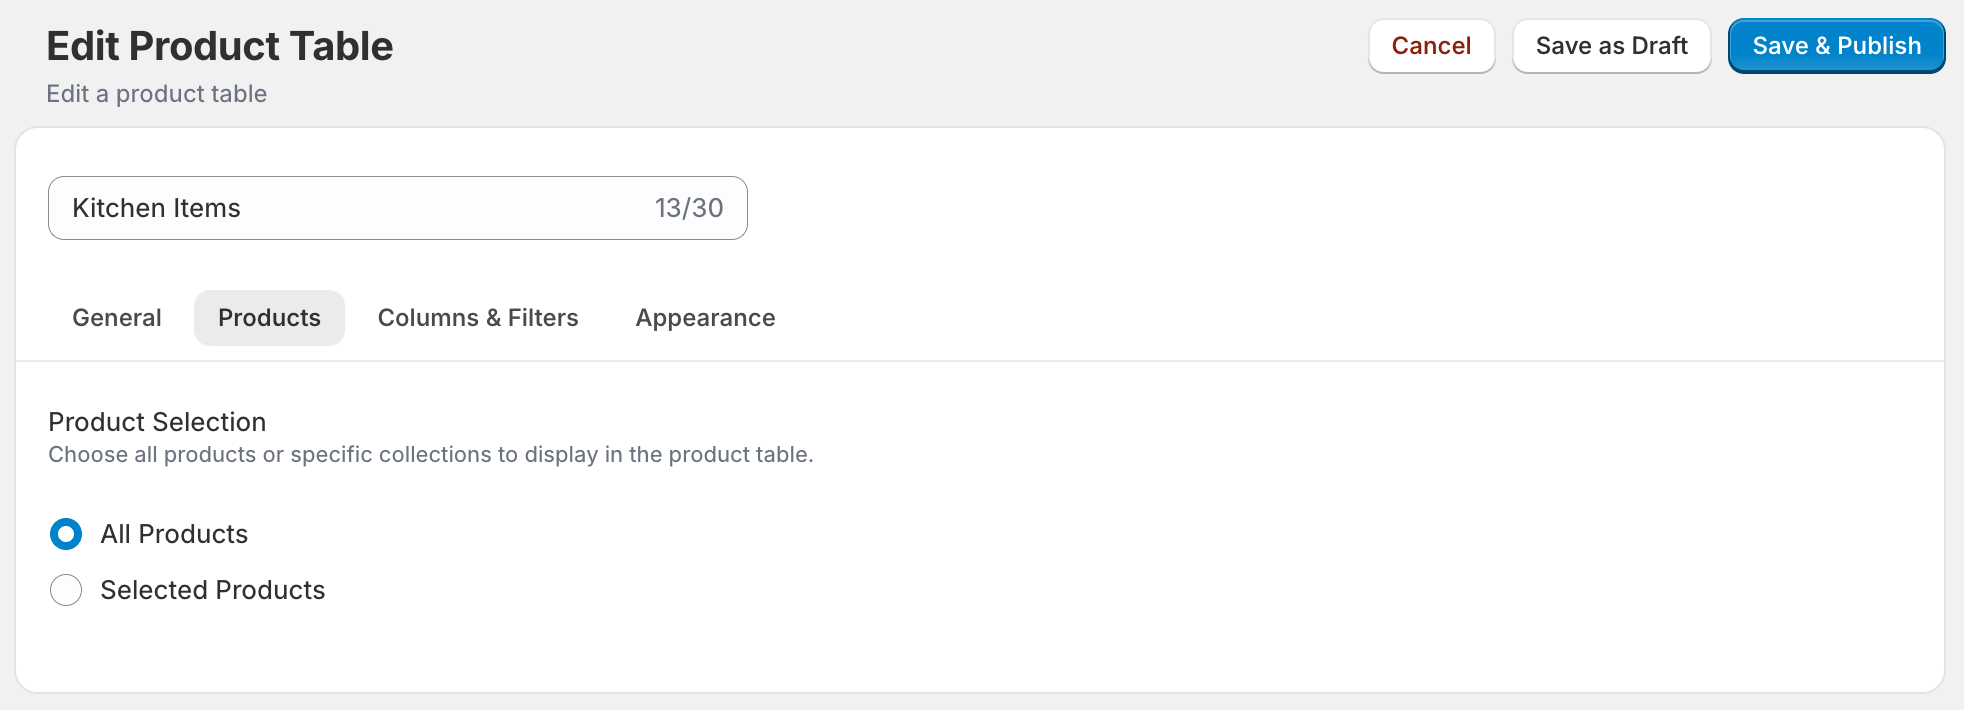 Edit Product Table
Edit a product table
Cancel
Save as Draft
Save & Publish
Kitchen Items 13/30
General Products Columns & Filters Appearance
Product Selection
Choose all products or specific collections to display in the product table.
All Products
Selected Products